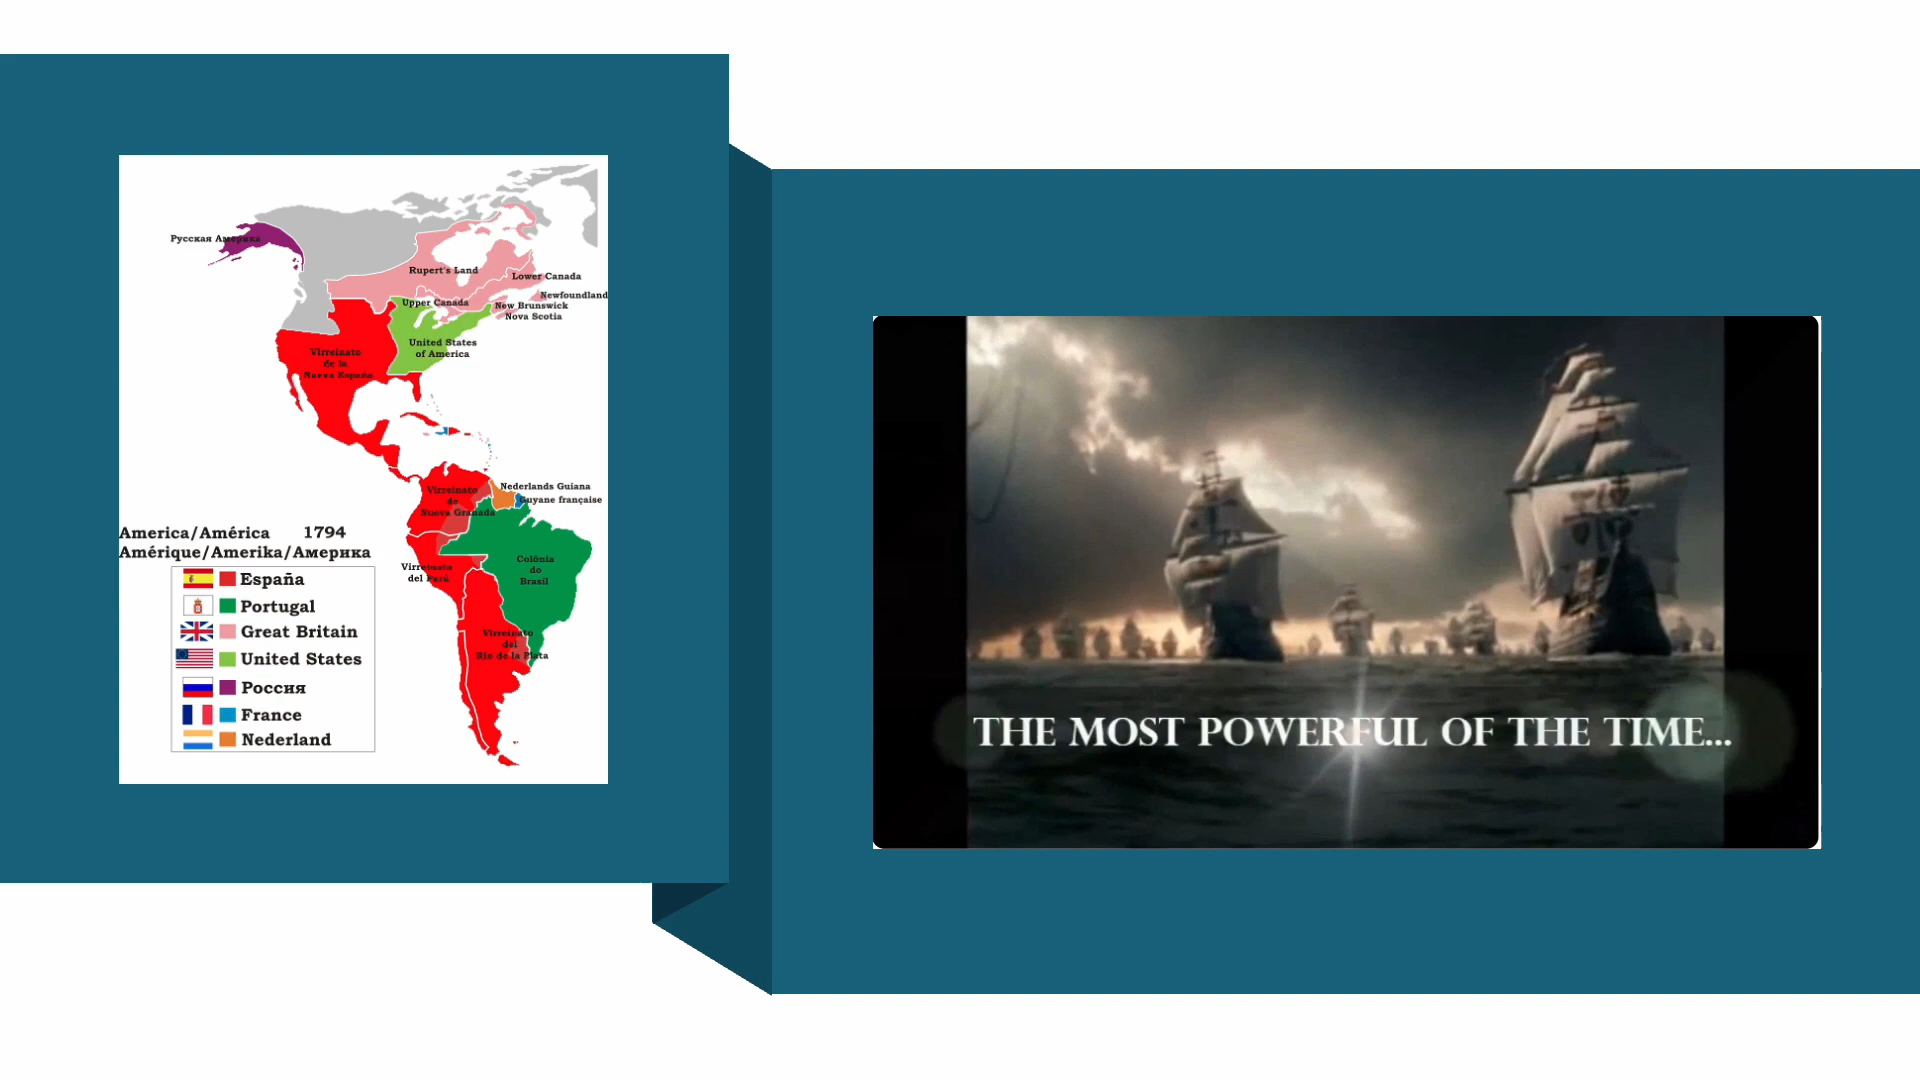 Русская Америка
Rupert's Land
Lower Canada
Newfoundland
Upper Canada
New Brunswick
Nova Scotia
United States
of America
Virreinato
de la
Nueva España
Nederlands Guiana
Guyane française
Virreinato
de
Nueva Granada
America/América 1794
Amérique/Amerika/Америка
Colônia
do
Brasil
Virreinato
del Perú
Virreinato
del
Río de la Plata
España
Portugal
Great Britain
United States
Россия
France
Nederland
THE MOST POWERFUL OF THE TIME...